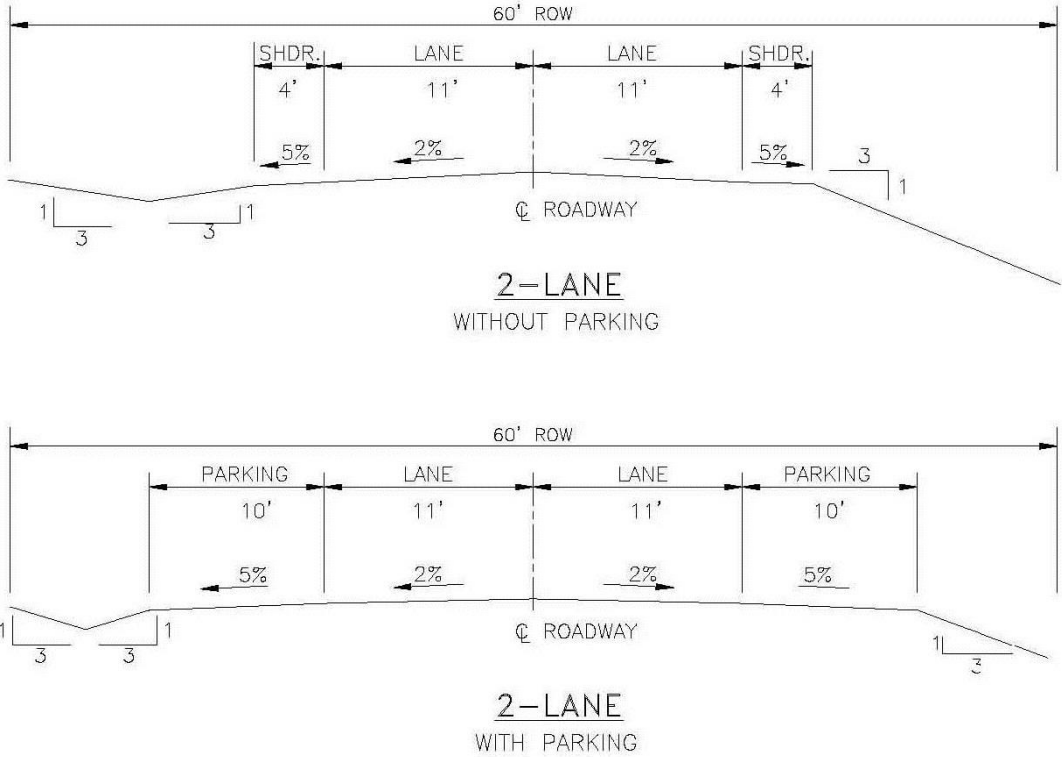 60' ROW
SHDR. LANE LANE SHDR.
4' 11' 11' 4'
5% 2% 2% 5%
3
1
1 1
3 3
℄ ROADWAY
2-LANE
WITHOUT PARKING
60' ROW
PARKING LANE LANE PARKING
10' 11' 11' 10'
5% 2% 2% 5%
1 1 1
3 3 3
℄ ROADWAY
2-LANE
WITH PARKING